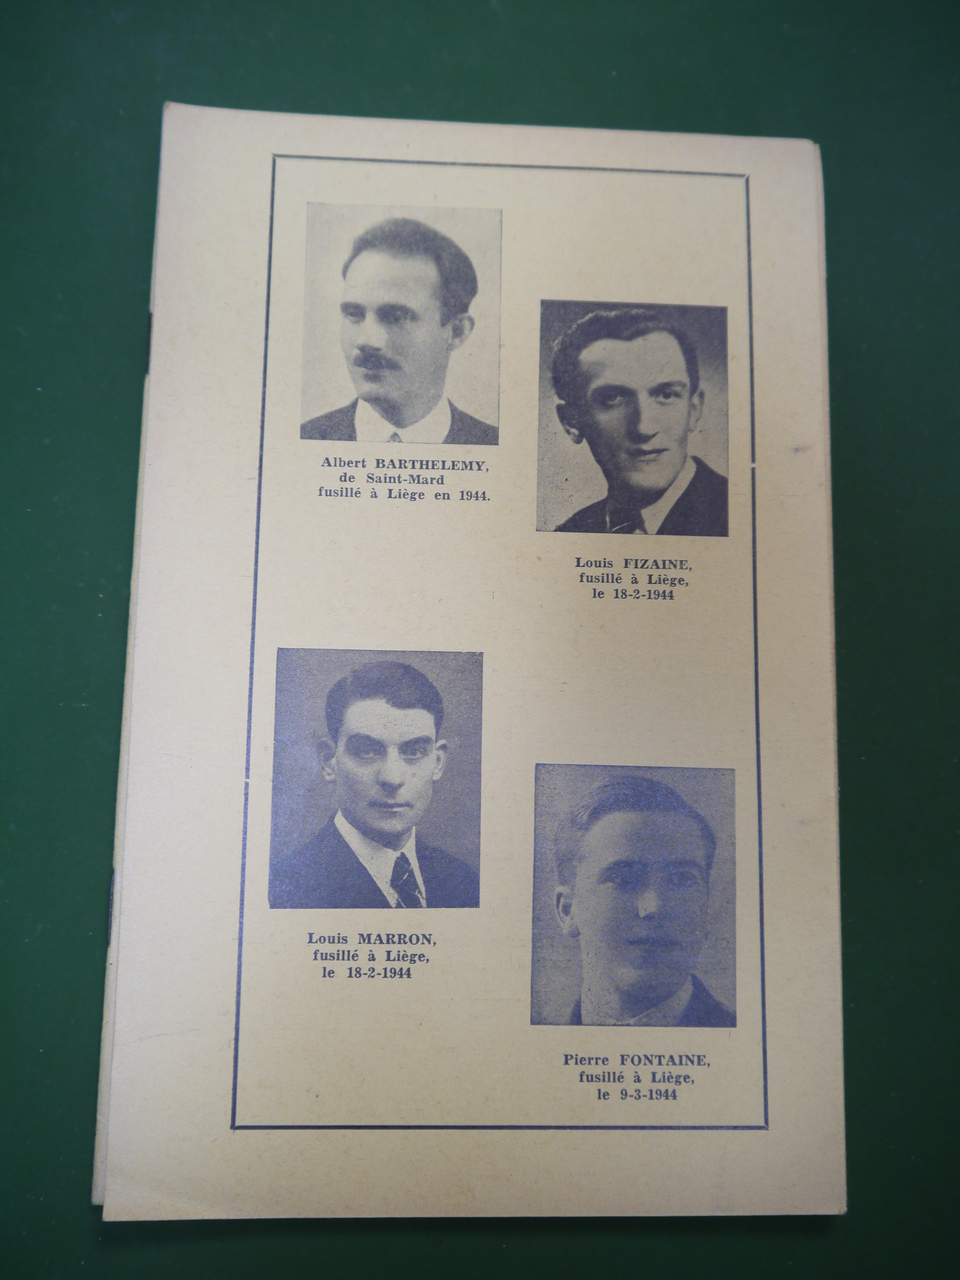 Albert BARTHELEMY,
de Saint-Mard
fusillé à Liège en 1944.
Louis FIZAINE,
fusillé à Liège,
le 18-2-1944
Louis MARRON,
fusillé à Liège,
le 18-2-1944
Pierre FONTAINE,
fusillé à Liège,
le 9-3-1944